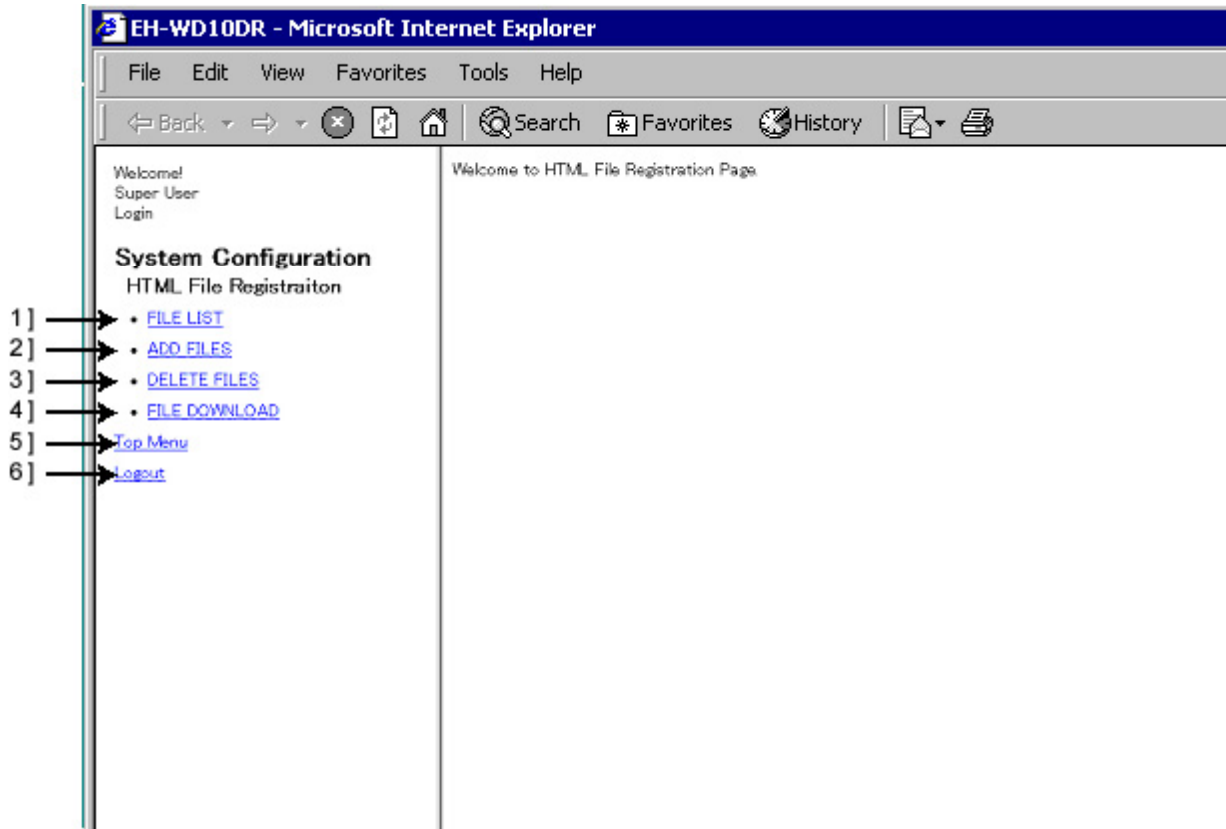 EH-WD10DR - Microsoft Internet Explorer
File Edit View Favorites Tools Help
Back Search Favorites History
Welcome!
Super User
Login
Welcome to HTML File Registration Page.
System Configuration
HTML File Registraiton
1] • FILE LIST
2] • ADD FILES
3] • DELETE FILES
4] • FILE DOWNLOAD
5] Top Menu
6] Logout